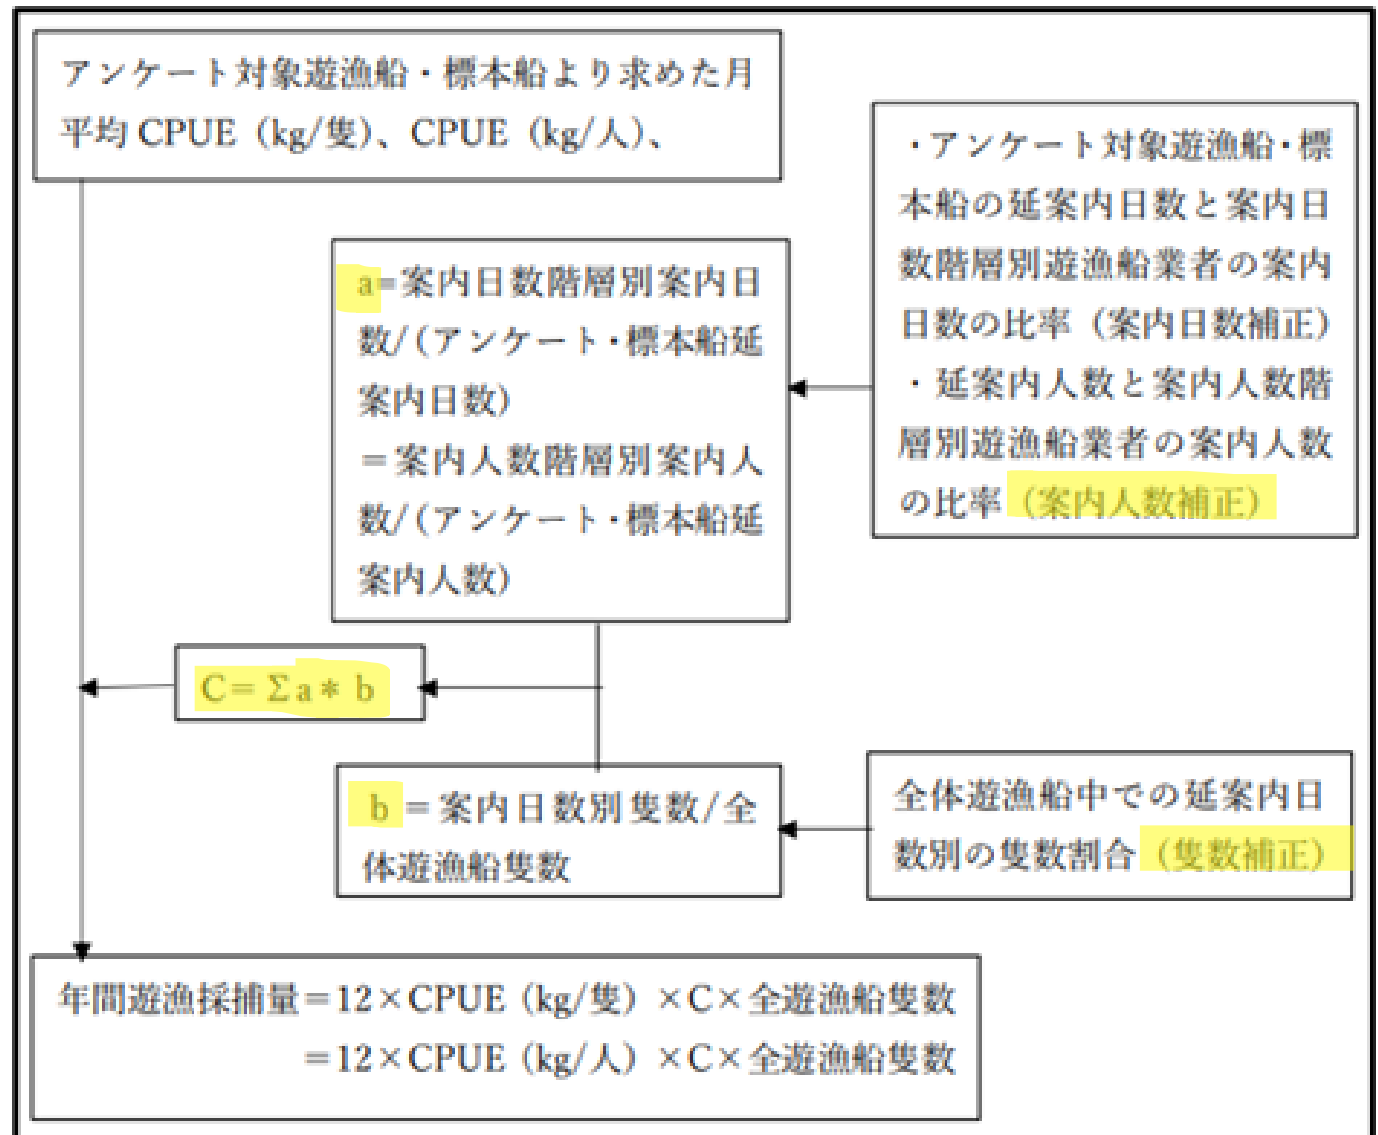 アンケート対象遊漁船・標本船より求めた月
平均 CPUE（kg/隻）、CPUE（kg/人）、
・アンケート対象遊漁船・標
本船の延案内日数と案内日
数階層別遊漁船業者の案内
日数の比率（案内日数補正）
・延案内人数と案内人数階
層別遊漁船業者の案内人数
の比率（案内人数補正）
a=案内日数階層別案内日
数/(アンケート・標本船延
案内日数)
＝案内人数階層別案内人
数/(アンケート・標本船延
案内人数)
C＝Σa＊b
b＝案内日数別隻数/全
体遊漁船隻数
全体遊漁船中での延案内日
数別の隻数割合（隻数補正）
年間遊漁採捕量＝12×CPUE（kg/隻）×C×全遊漁船隻数
＝12×CPUE（kg/人）×C×全遊漁船隻数